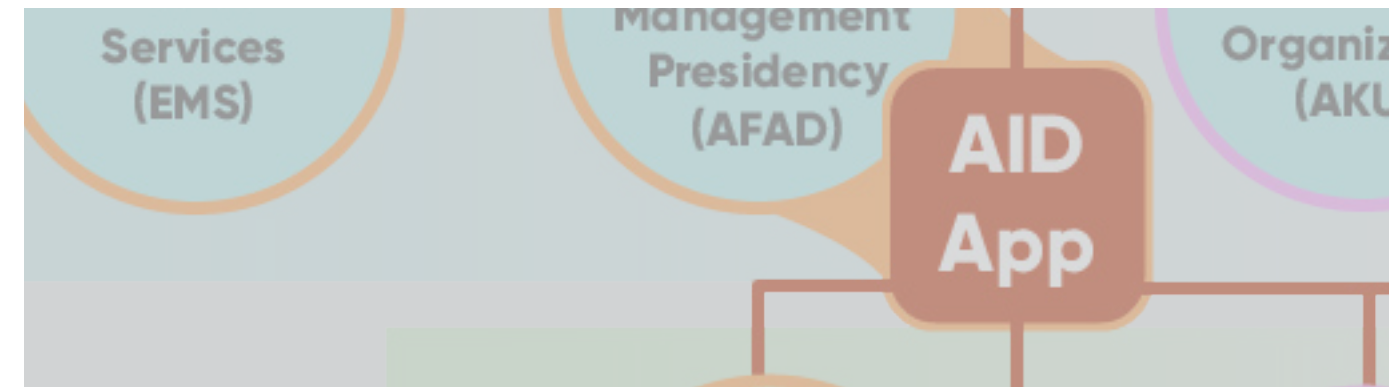 Services
(EMS)
Management
Presidency
(AFAD)
AID
App